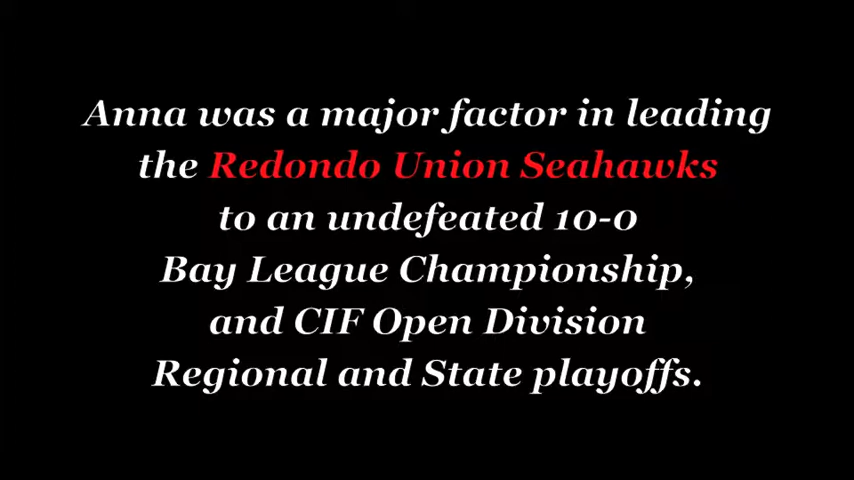 Anna was a major factor in leading
the Redondo Union Seahawks
to an undefeated 10-0
Bay League Championship,
and CIF Open Division
Regional and State playoffs.